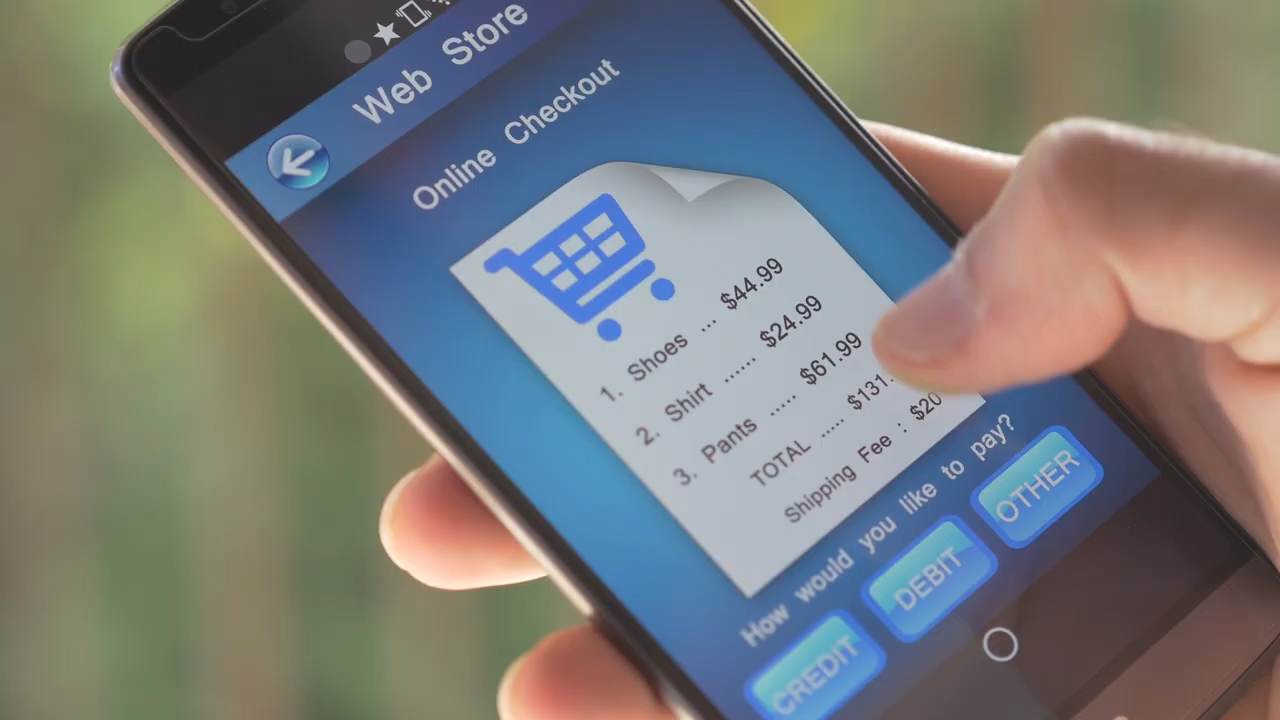 Web Store
Online Checkout
1. Shoes ... $44.99
2. Shirt ...... $24.99
3. Pants ..... $61.99
TOTAL ..... $131.
Shipping Fee : $20
How would you like to pay?
CREDIT DEBIT OTHER